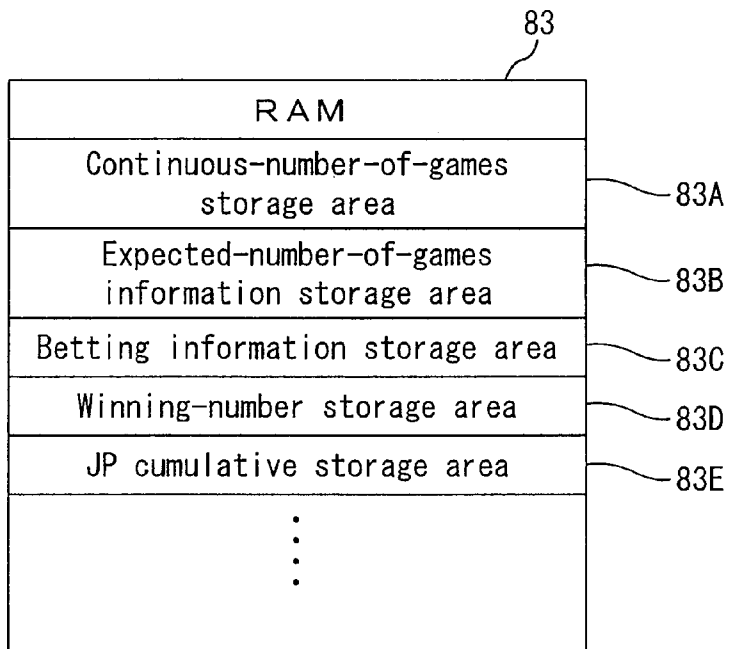 83
RAM
Continuous-number-of-games
storage area
83A
Expected-number-of-games
information storage area
83B
Betting information storage area
83C
Winning-number storage area
83D
JP cumulative storage area
83E